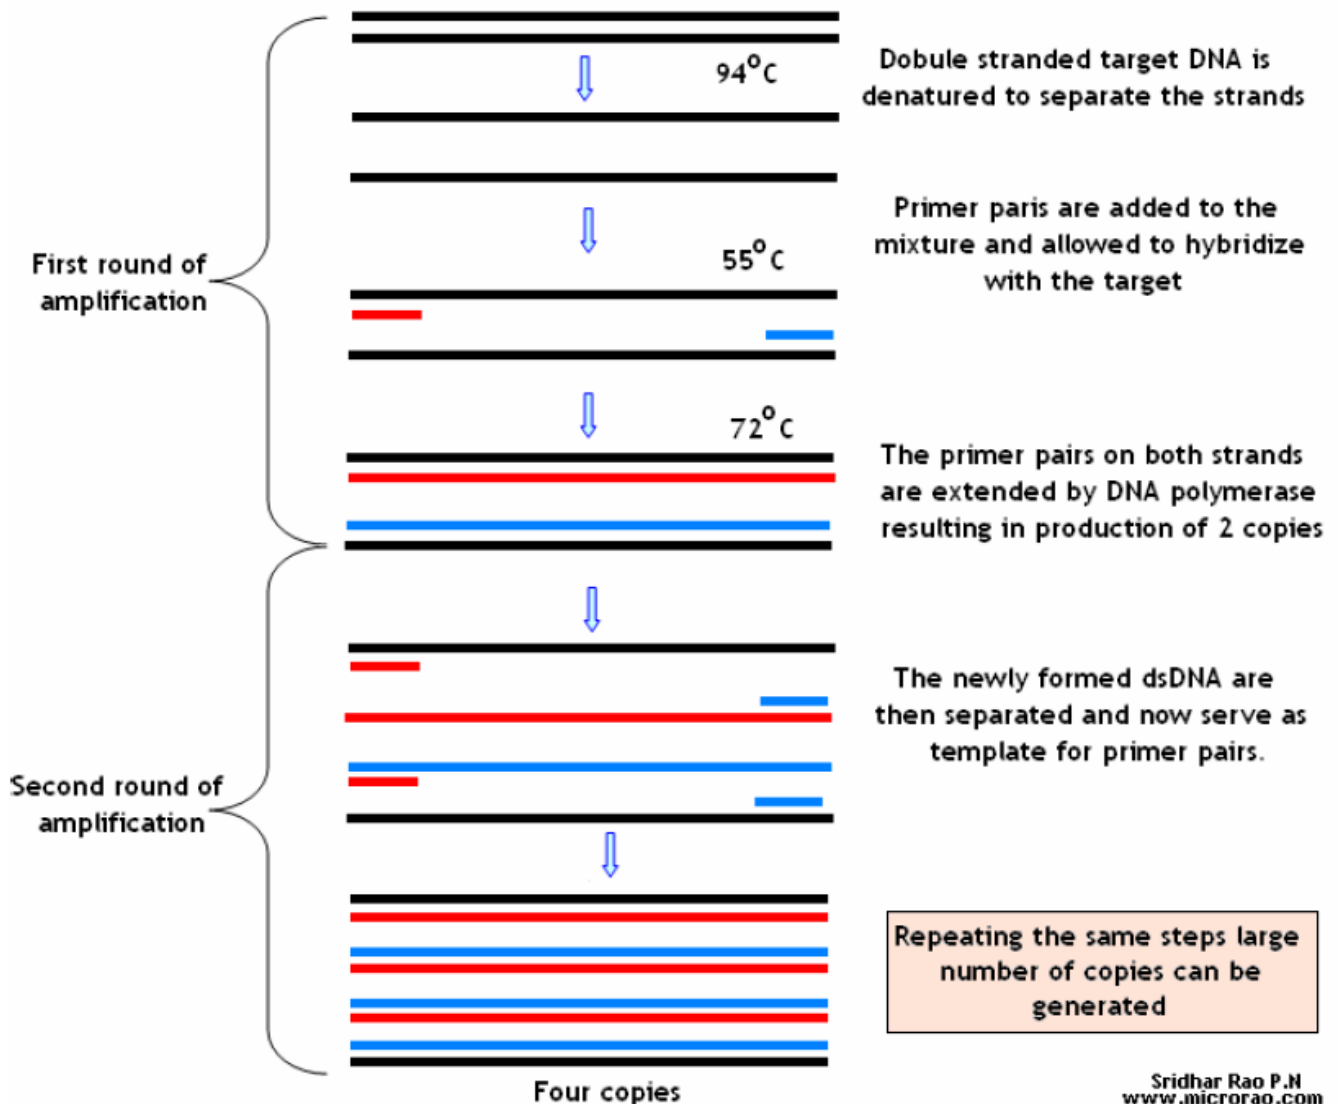 94°C
Dobule stranded target DNA is
denatured to separate the strands
Primer paris are added to the
mixture and allowed to hybridize
with the target
55°C
First round of
amplification
72°C
The primer pairs on both strands
are extended by DNA polymerase
resulting in production of 2 copies
The newly formed dsDNA are
then separated and now serve as
template for primer pairs.
Second round of
amplification
Repeating the same steps large
number of copies can be
generated
Four copies
Sridhar Rao P.N
www.microrao.com